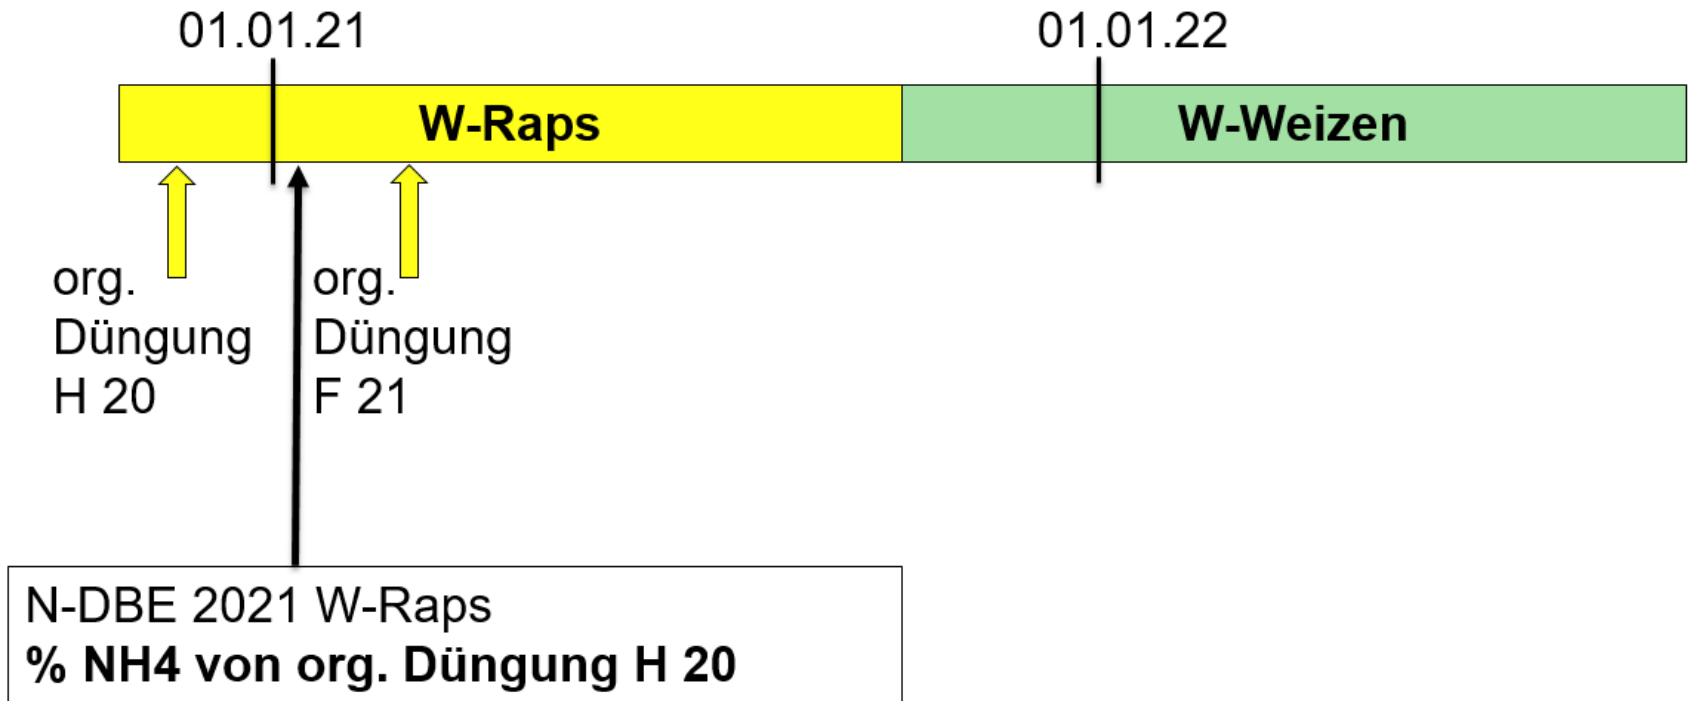 01.01.21
01.01.22
W-Raps
W-Weizen
org.
Düngung
H 20
org.
Düngung
F 21
N-DBE 2021 W-Raps
% NH4 von org. Düngung H 20